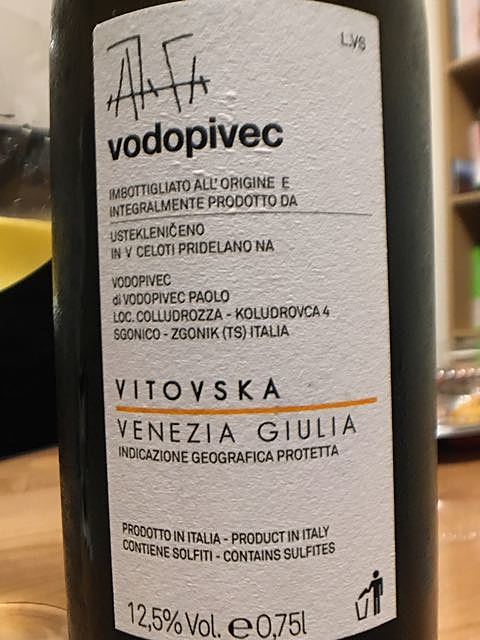 L.V6
vodopivec
IMBOTTIGLIATO ALL' ORIGINE E
INTEGRALMENTE PRODOTTO DA
USTEKLENIČENO
IN V CELOTI PRIDELANO NA
VODOPIVEC
di VODOPIVEC PAOLO
LOC. COLLUDROZZA - KOLUDROVCA 4
SGONICO - ZGONIK (TS) ITALIA
VITOVSKA
VENEZIA GIULIA
INDICAZIONE GEOGRAFICA PROTETTA
PRODOTTO IN ITALIA - PRODUCT IN ITALY
CONTIENE SOLFITI - CONTAINS SULFITES
12,5% Vol. e 0,75l